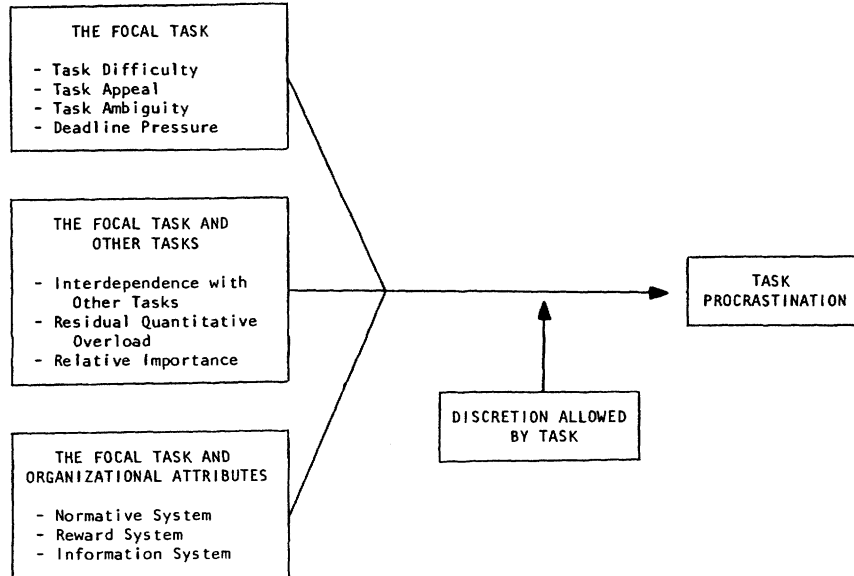 THE FOCAL TASK
- Task Difficulty
- Task Appeal
- Task Ambiguity
- Deadline Pressure
THE FOCAL TASK AND
OTHER TASKS
- Interdependence with
Other Tasks
- Residual Quantitative
Overload
- Relative Importance
THE FOCAL TASK AND
ORGANIZATIONAL ATTRIBUTES
- Normative System
- Reward System
- Information System
DISCRETION ALLOWED
BY TASK
TASK
PROCRASTINATION